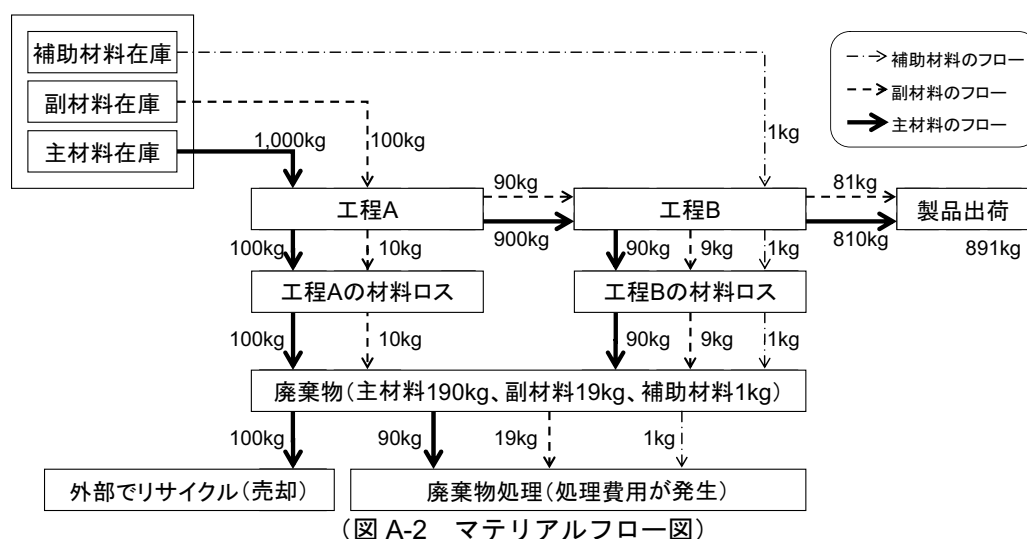 補助材料在庫
副材料在庫
主材料在庫
補助材料のフロー
副材料のフロー
主材料のフロー
1,000kg
100kg
1kg
工程A
90kg
900kg
工程B
81kg
810kg
製品出荷
891kg
100kg
10kg
90kg
9kg
1kg
工程Aの材料ロス
工程Bの材料ロス
100kg
10kg
90kg
9kg
1kg
廃棄物(主材料190kg、副材料19kg、補助材料1kg)
100kg
90kg
19kg
1kg
外部でリサイクル(売却)
廃棄物処理(処理費用が発生)
(図 A-2 マテリアルフロー図)